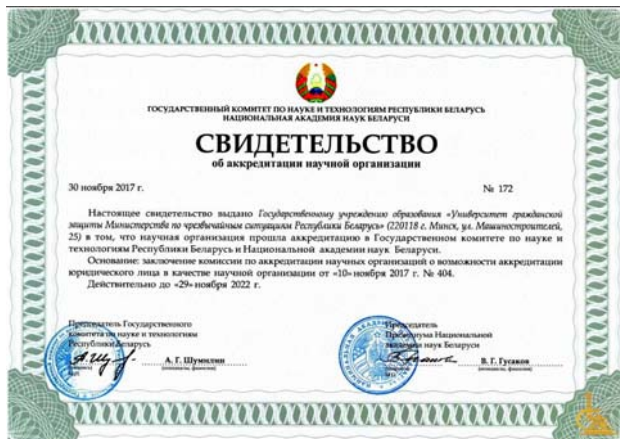 ГОСУДАРСТВЕННЫЙ КОМИТЕТ ПО НАУКЕ И ТЕХНОЛОГИЯМ РЕСПУБЛИКИ БЕЛАРУСЬ
НАЦИОНАЛЬНАЯ АКАДЕМИЯ НАУК БЕЛАРУСИ
СВИДЕТЕЛЬСТВО
об аккредитации научной организации
30 ноября 2017 г. № 172
Настоящее свидетельство выдано Государственному учреждению образования «Университет гражданской
защиты Министерства по чрезвычайным ситуациям Республики Беларусь» (220118 г. Минск, ул. Машиностроителей,
25) в том, что научная организация прошла аккредитацию в Государственном комитете по науке и
технологиям Республики Беларусь и Национальной академии наук Беларуси.
Основание: заключение комиссии по аккредитации научных организаций о возможности аккредитации
юридического лица в качестве научной организации от «10» ноября 2017 г. № 404.
Действительно до «29» ноября 2022 г.
Председатель Государственного
комитета по науке и технологиям
Республики Беларусь
А. Г. Шумилин
Председатель
Президиума Национальной
академии наук Беларуси
В. Г. Гусаков